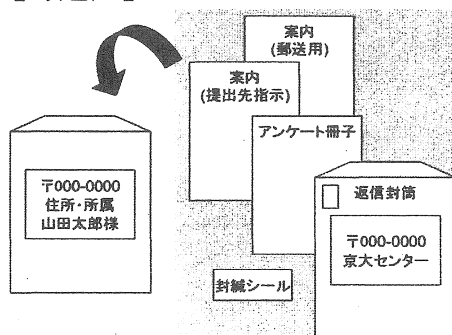 案内
(郵送用)
案内
(提出先指示)
アンケート冊子
返信封筒
〒000-0000
住所・所属
山田太郎様
〒000-0000
京大センター
封緘シール